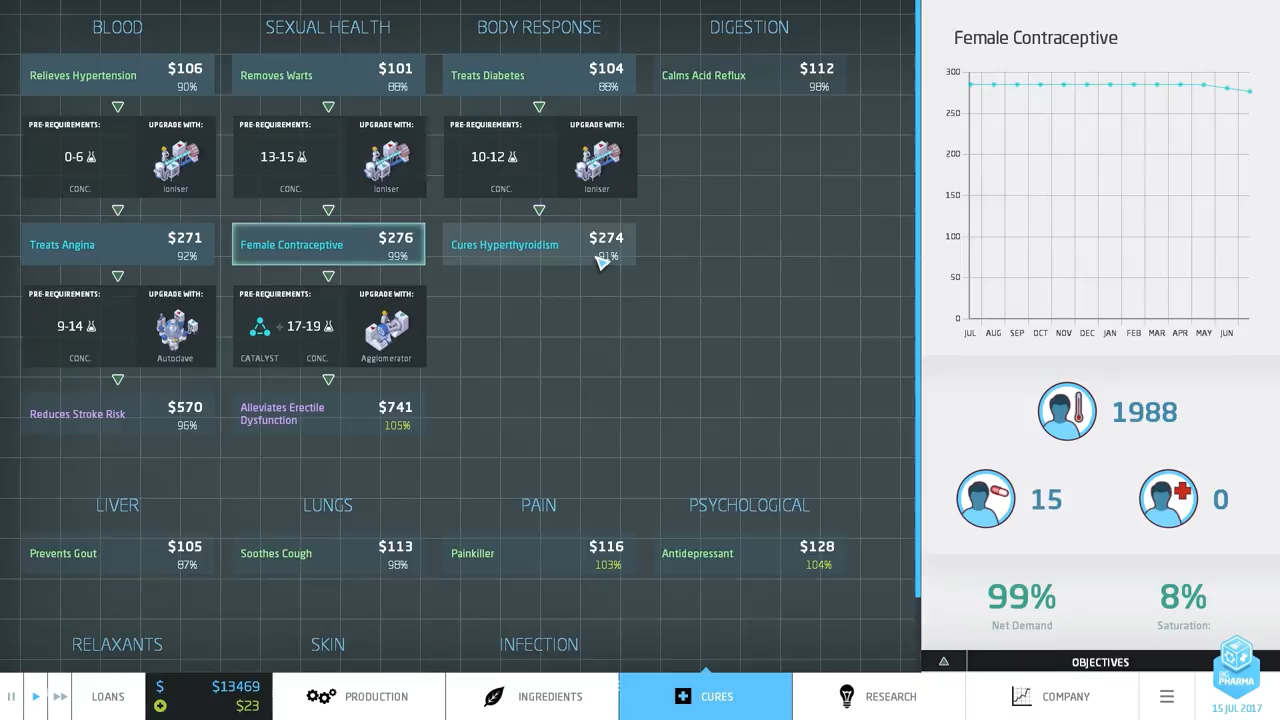 BLOOD
SEXUAL HEALTH
BODY RESPONSE
DIGESTION
Relieves Hypertension $106 90%
Removes Warts $101 88%
Treats Diabetes $104 88%
Calms Acid Reflux $112 98%
PRE-REQUIREMENTS: UPGRADE WITH:
0-6
CONC. Ioniser
PRE-REQUIREMENTS: UPGRADE WITH:
13-15
CONC. Ioniser
PRE-REQUIREMENTS: UPGRADE WITH:
10-12
CONC. Ioniser
Treats Angina $271 92%
Female Contraceptive $276 99%
Cures Hyperthyroidism $274 91%
PRE-REQUIREMENTS: UPGRADE WITH:
9-14
CONC. Autoclave
PRE-REQUIREMENTS: UPGRADE WITH:
+ 17-19
CATALYST CONC. Agglomerator
Reduces Stroke Risk $570 96%
Alleviates Erectile
Dysfunction $741 105%
LIVER
LUNGS
PAIN
PSYCHOLOGICAL
Prevents Gout $105 87%
Soothes Cough $113 98%
Painkiller $116 103%
Antidepressant $128 104%
RELAXANTS
SKIN
INFECTION
Female Contraceptive
300
250
200
150
100
50
0
JUL AUG SEP OCT NOV DEC JAN FEB MAR APR MAY JUN
1988
15
0
99%
Net Demand
8%
Saturation:
OBJECTIVES
LOANS
$ $13469
$23
PRODUCTION
INGREDIENTS
CURES
RESEARCH
COMPANY
BIG
PHARMA
15 JUL 2017